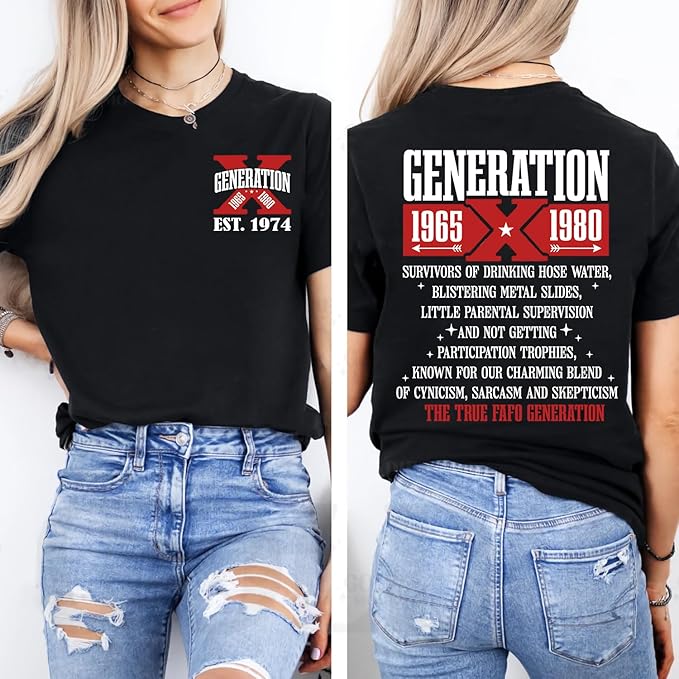 GENERATION
1965 * * 1980
EST. 1974
GENERATION
1965 X 1980
SURVIVORS OF DRINKING HOSE WATER,
BLISTERING METAL SLIDES,
LITTLE PARENTAL SUPERVISION
AND NOT GETTING
PARTICIPATION TROPHIES,
KNOWN FOR OUR CHARMING BLEND
OF CYNICISM, SARCASM AND SKEPTICISM
THE TRUE FAFO GENERATION